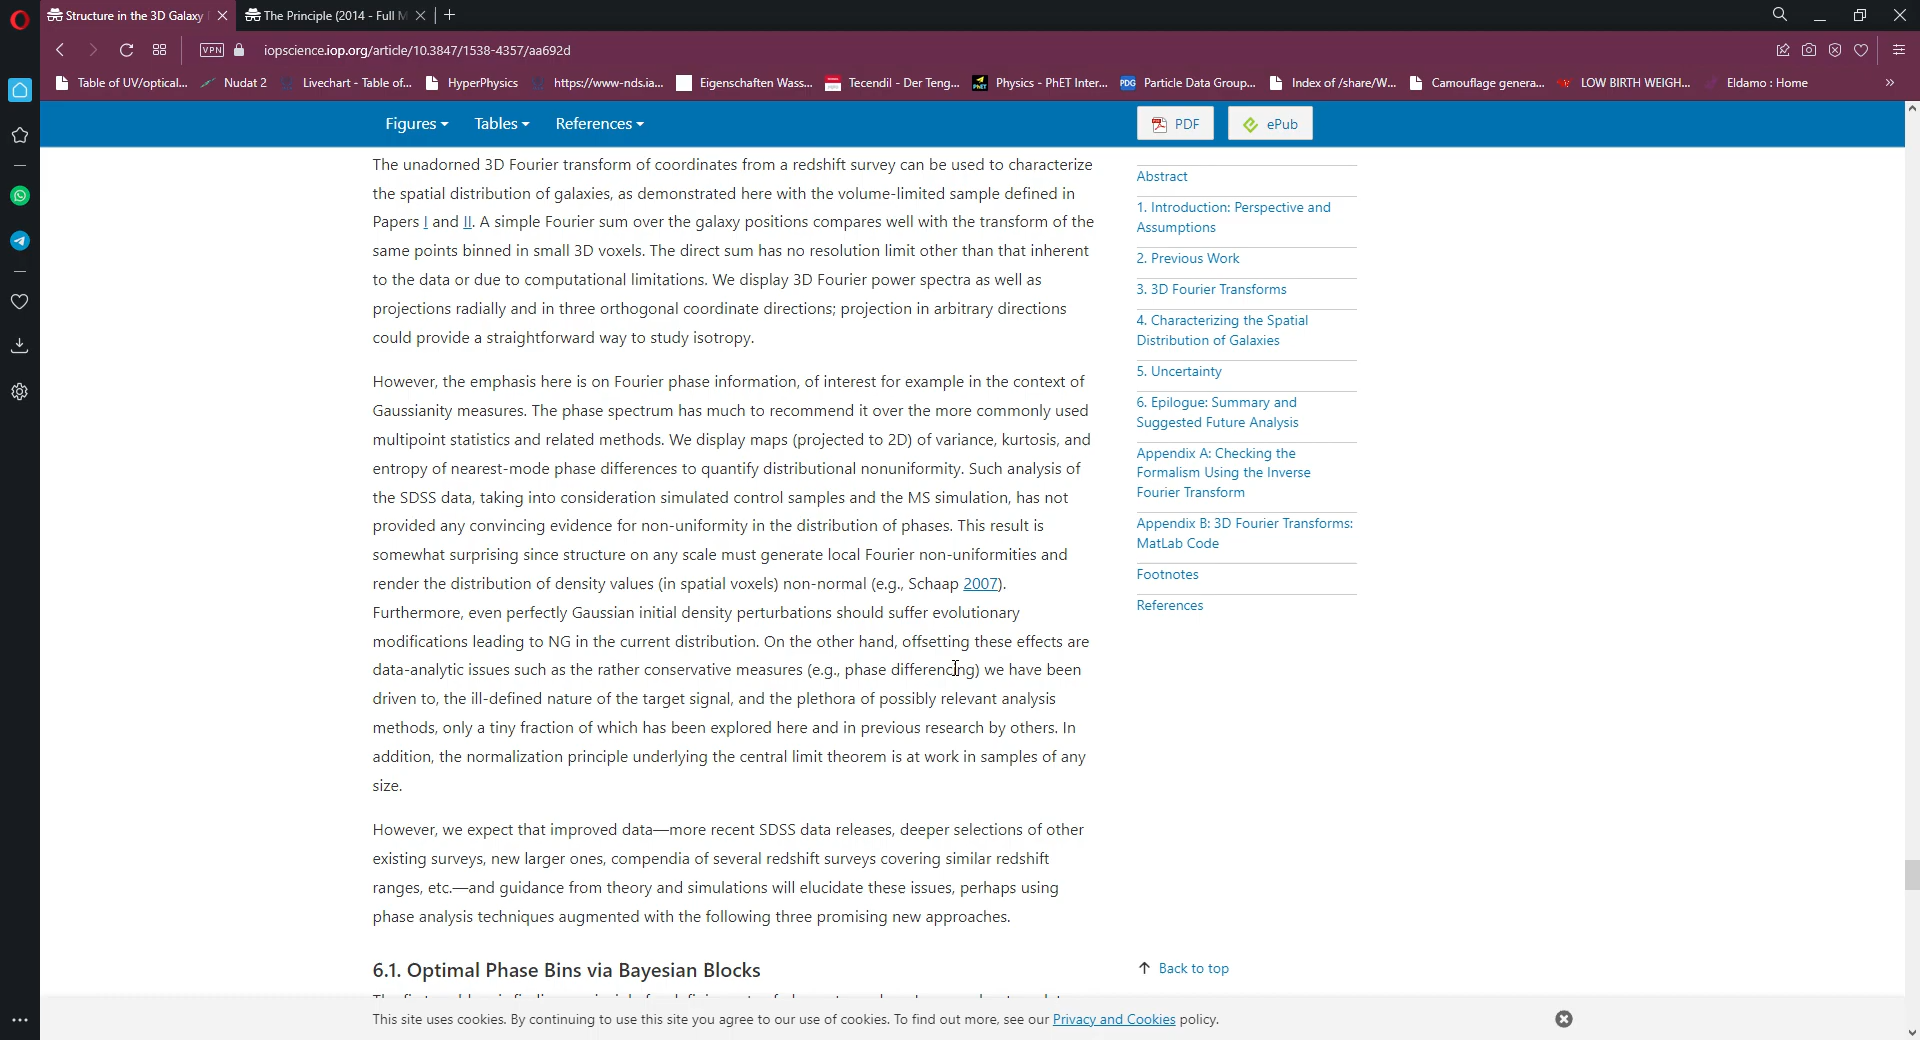 Structure in the 3D Galaxy
The Principle (2014 - Full M
VPN
iopscience.iop.org/article/10.3847/1538-4357/aa692d
Table of UV/optical...
Nudat 2
Livechart - Table of...
HyperPhysics
https://www-nds.ia...
Eigenschaften Wass...
Tecendil - Der Teng...
Physics - PhET Inter...
PDG
Particle Data Group...
Index of /share/W...
Camouflage genera...
LOW BIRTH WEIGH...
Eldamo : Home
Figures
Tables
References
PDF
ePub
The unadorned 3D Fourier transform of coordinates from a redshift survey can be used to characterize
the spatial distribution of galaxies, as demonstrated here with the volume-limited sample defined in
Papers I and II. A simple Fourier sum over the galaxy positions compares well with the transform of the
same points binned in small 3D voxels. The direct sum has no resolution limit other than that inherent
to the data or due to computational limitations. We display 3D Fourier power spectra as well as
projections radially and in three orthogonal coordinate directions; projection in arbitrary directions
could provide a straightforward way to study isotropy.
However, the emphasis here is on Fourier phase information, of interest for example in the context of
Gaussianity measures. The phase spectrum has much to recommend it over the more commonly used
multipoint statistics and related methods. We display maps (projected to 2D) of variance, kurtosis, and
entropy of nearest-mode phase differences to quantify distributional nonuniformity. Such analysis of
the SDSS data, taking into consideration simulated control samples and the MS simulation, has not
provided any convincing evidence for non-uniformity in the distribution of phases. This result is
somewhat surprising since structure on any scale must generate local Fourier non-uniformities and
render the distribution of density values (in spatial voxels) non-normal (e.g., Schaap 2007).
Furthermore, even perfectly Gaussian initial density perturbations should suffer evolutionary
modifications leading to NG in the current distribution. On the other hand, offsetting these effects are
data-analytic issues such as the rather conservative measures (e.g., phase differencing) we have been
driven to, the ill-defined nature of the target signal, and the plethora of possibly relevant analysis
methods, only a tiny fraction of which has been explored here and in previous research by others. In
addition, the normalization principle underlying the central limit theorem is at work in samples of any
size.
However, we expect that improved data—more recent SDSS data releases, deeper selections of other
existing surveys, new larger ones, compendia of several redshift surveys covering similar redshift
ranges, etc.—and guidance from theory and simulations will elucidate these issues, perhaps using
phase analysis techniques augmented with the following three promising new approaches.
6.1. Optimal Phase Bins via Bayesian Blocks
Abstract
1. Introduction: Perspective and
Assumptions
2. Previous Work
3. 3D Fourier Transforms
4. Characterizing the Spatial
Distribution of Galaxies
5. Uncertainty
6. Epilogue: Summary and
Suggested Future Analysis
Appendix A: Checking the
Formalism Using the Inverse
Fourier Transform
Appendix B: 3D Fourier Transforms:
MatLab Code
Footnotes
References
Back to top
This site uses cookies. By continuing to use this site you agree to our use of cookies. To find out more, see our Privacy and Cookies policy.